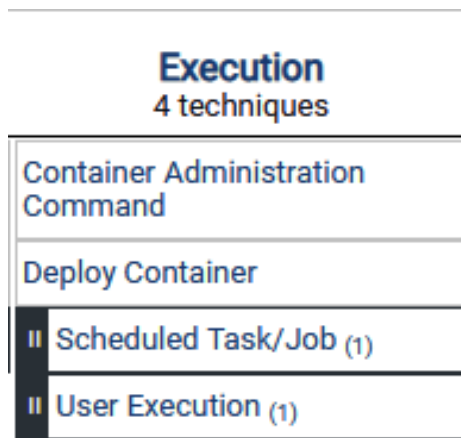 Execution
4 techniques
Container Administration
Command
Deploy Container
Scheduled Task/Job (1)
User Execution (1)